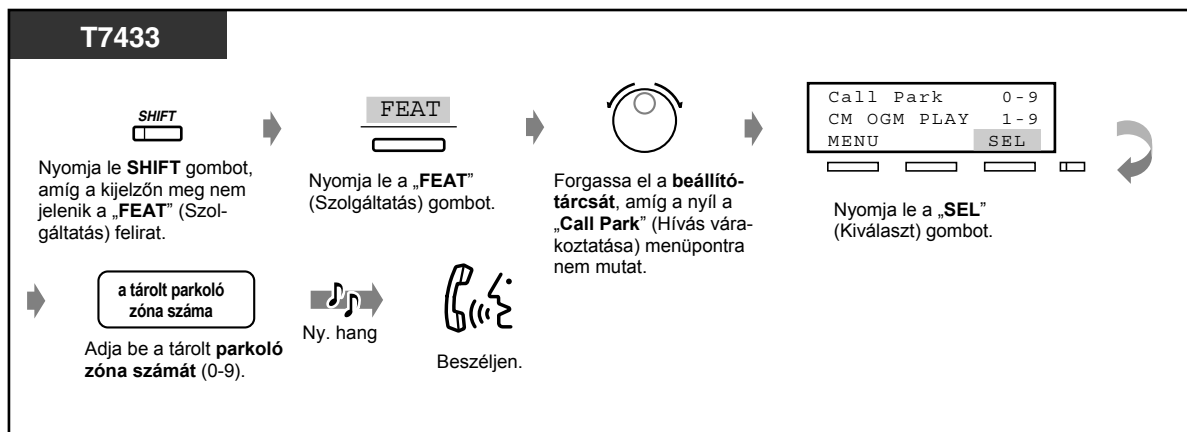 T7433
SHIFT
Nyomja le SHIFT gombot,
amíg a kijelzőn meg nem
jelenik a „FEAT” (Szol-
gáltatás) felirat.
FEAT
Nyomja le a „FEAT”
(Szolgáltatás) gombot.
Forgassa el a beállító-
tárcsát, amíg a nyíl a
„Call Park” (Hívás vára-
koztatása) menüpontra
nem mutat.
Call Park 0-9
CM OGM PLAY 1-9
MENU SEL
Nyomja le a „SEL”
(Kiválaszt) gombot.
a tárolt parkoló
zóna száma
Adja be a tárolt parkoló
zóna számát (0-9).
Ny. hang
Beszéljen.